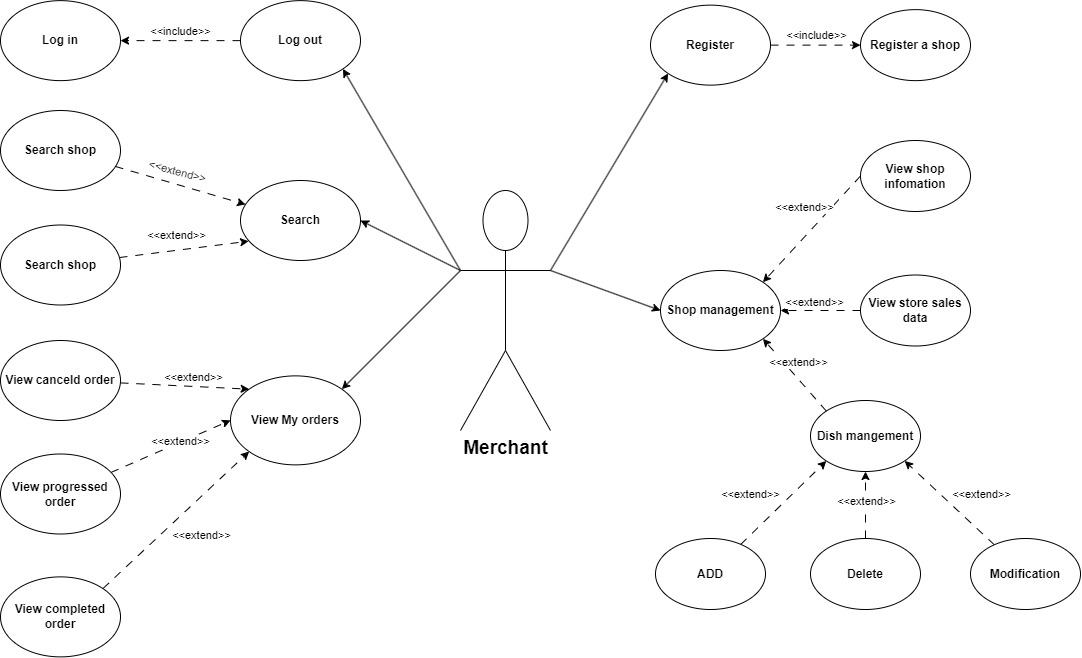 Log in
<<include>>
Log out
Register
<<include>>
Register a shop
Search shop
<<extend>>
Search
Search shop
<<extend>>
View shop
infomation
<<extend>>
Shop management
<<extend>>
View store sales
data
<<extend>>
View canceld order
<<extend>>
View My orders
<<extend>>
View progressed
order
<<extend>>
View completed
order
Merchant
Dish mangement
<<extend>>
<<extend>>
<<extend>>
ADD
Delete
Modification